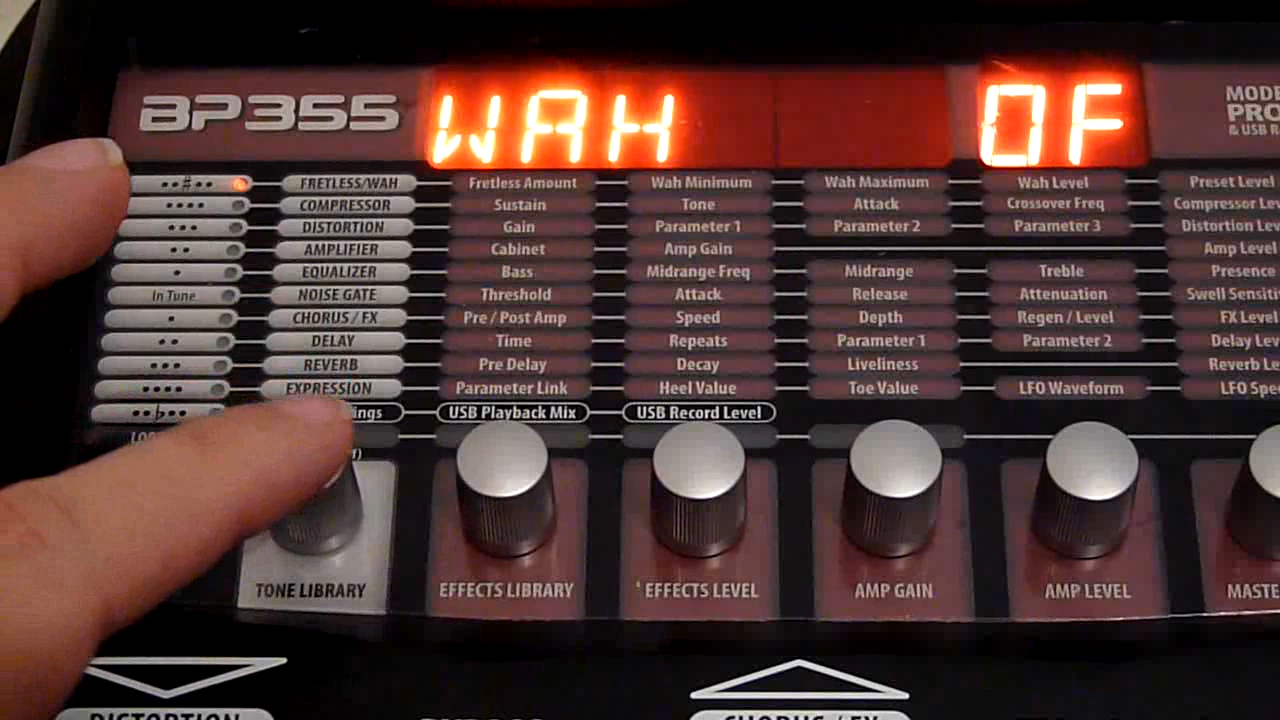 BP355 WAH OF MODE
PRO
& USB R
FRETLESS/WAH Fretless Amount Wah Minimum Wah Maximum Wah Level Preset Level
COMPRESSOR Sustain Tone Attack Crossover Freq Compressor Lev
DISTORTION Gain Parameter 1 Parameter 2 Parameter 3 Distortion Lev
AMPLIFIER Cabinet Amp Gain Amp Level
EQUALIZER Bass Midrange Freq Midrange Treble Presence
In Tune NOISE GATE Threshold Attack Release Attenuation Swell Sensiti
CHORUS / FX Pre / Post Amp Speed Depth Regen / Level FX Level
DELAY Time Repeats Parameter 1 Parameter 2 Delay Lev
REVERB Pre Delay Decay Liveliness Reverb Le
EXPRESSION Parameter Link Heel Value Toe Value LFO Waveform LFO Spe
ings USB Playback Mix USB Record Level
TONE LIBRARY EFFECTS LIBRARY EFFECTS LEVEL AMP GAIN AMP LEVEL MASTE
DISTORTION CHORUS / FX